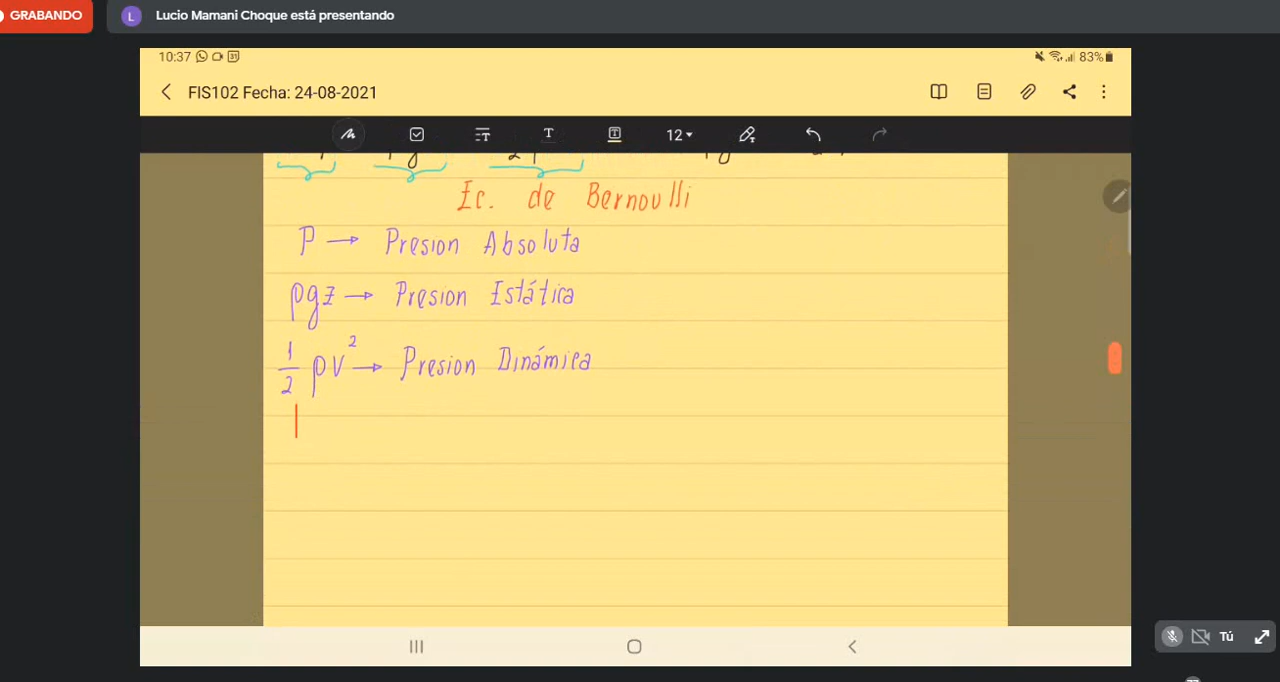 GRABANDO
L Lucio Mamani Choque está presentando
10:37 31 83%
FIS102 Fecha: 24-08-2021
T T 12
Ec. de Bernoulli
P → Presion Absoluta
ρgz → Presion Estática
1/2 ρv² → Presion Dinámica
Tú